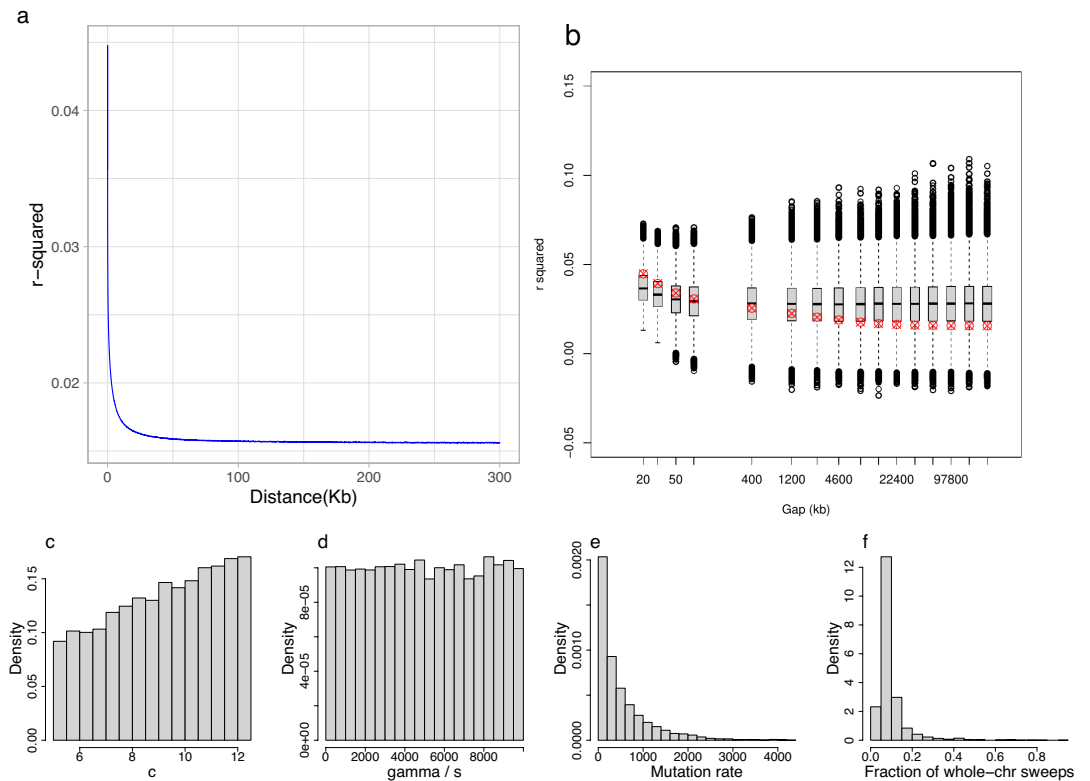 a
0.04
0.03
0.02
r−squared
0
100
200
300
Distance(Kb)
b
0.15
0.10
0.05
0.00
−0.05
r squared
20
50
400
1200
4600
22400
97800
Gap (kb)
c
0.15
0.10
0.05
0.00
Density
6
8
10
12
c
d
8e−05
4e−05
0e+00
Density
0
2000
4000
6000
8000
gamma / s
e
0.0020
0.0010
0.0000
Density
0
1000
2000
3000
4000
Mutation rate
f
12
10
8
6
4
2
0
Density
0.0
0.2
0.4
0.6
0.8
Fraction of whole−chr sweeps